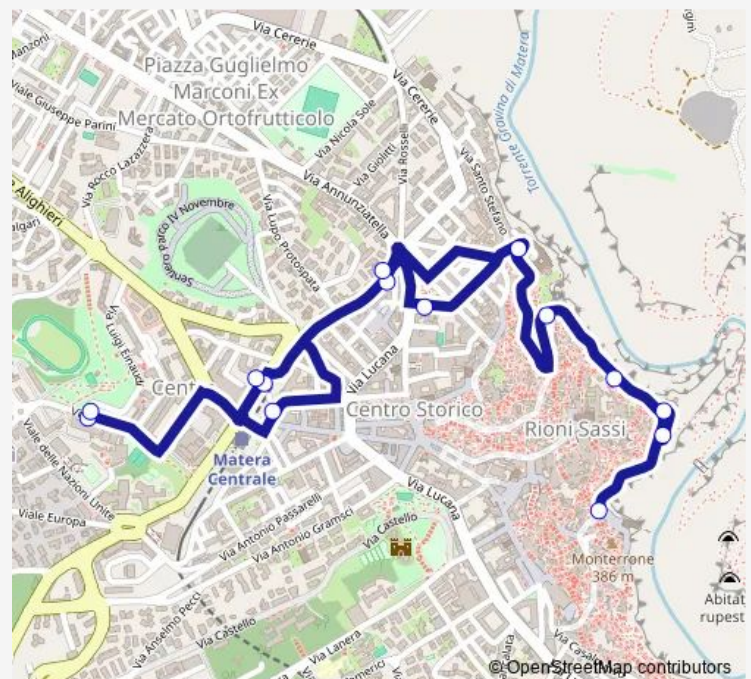 Via Cererie
Piazza Guglielmo
Marconi Ex
Mercato Ortofrutticolo
Viale Giuseppe Parini
Manzoni
Via Nicola Sole
Via Giolitti
Via Rosselli
Via Cererie
Via Santo Stefano
Torrente Gravina di Matera
Via Rocco Lazazzera
Via Annunziatella
Alighieri
Sentiero Parco IV Novembre
Via Lupo Protospata
Via Luigi Einaudi
Via Lucana
Centro Storico
Rioni Sassi
Matera
Centrale
Viale delle Nazioni Unite
Viale Europa
Via Antonio Passarelli
Via Antonio Gramsci
Via Castello
Via Lucana
Monterrone
386 m
Abitat
rupest
Via Anselmo Pecci
Via Castello
Via Lanera
© OpenStreetMap contributors